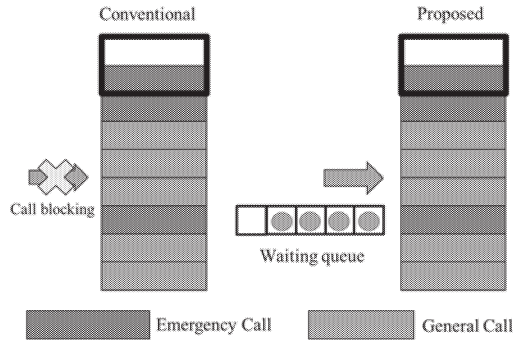 Conventional
Proposed
Call blocking
Waiting queue
Emergency Call
General Call